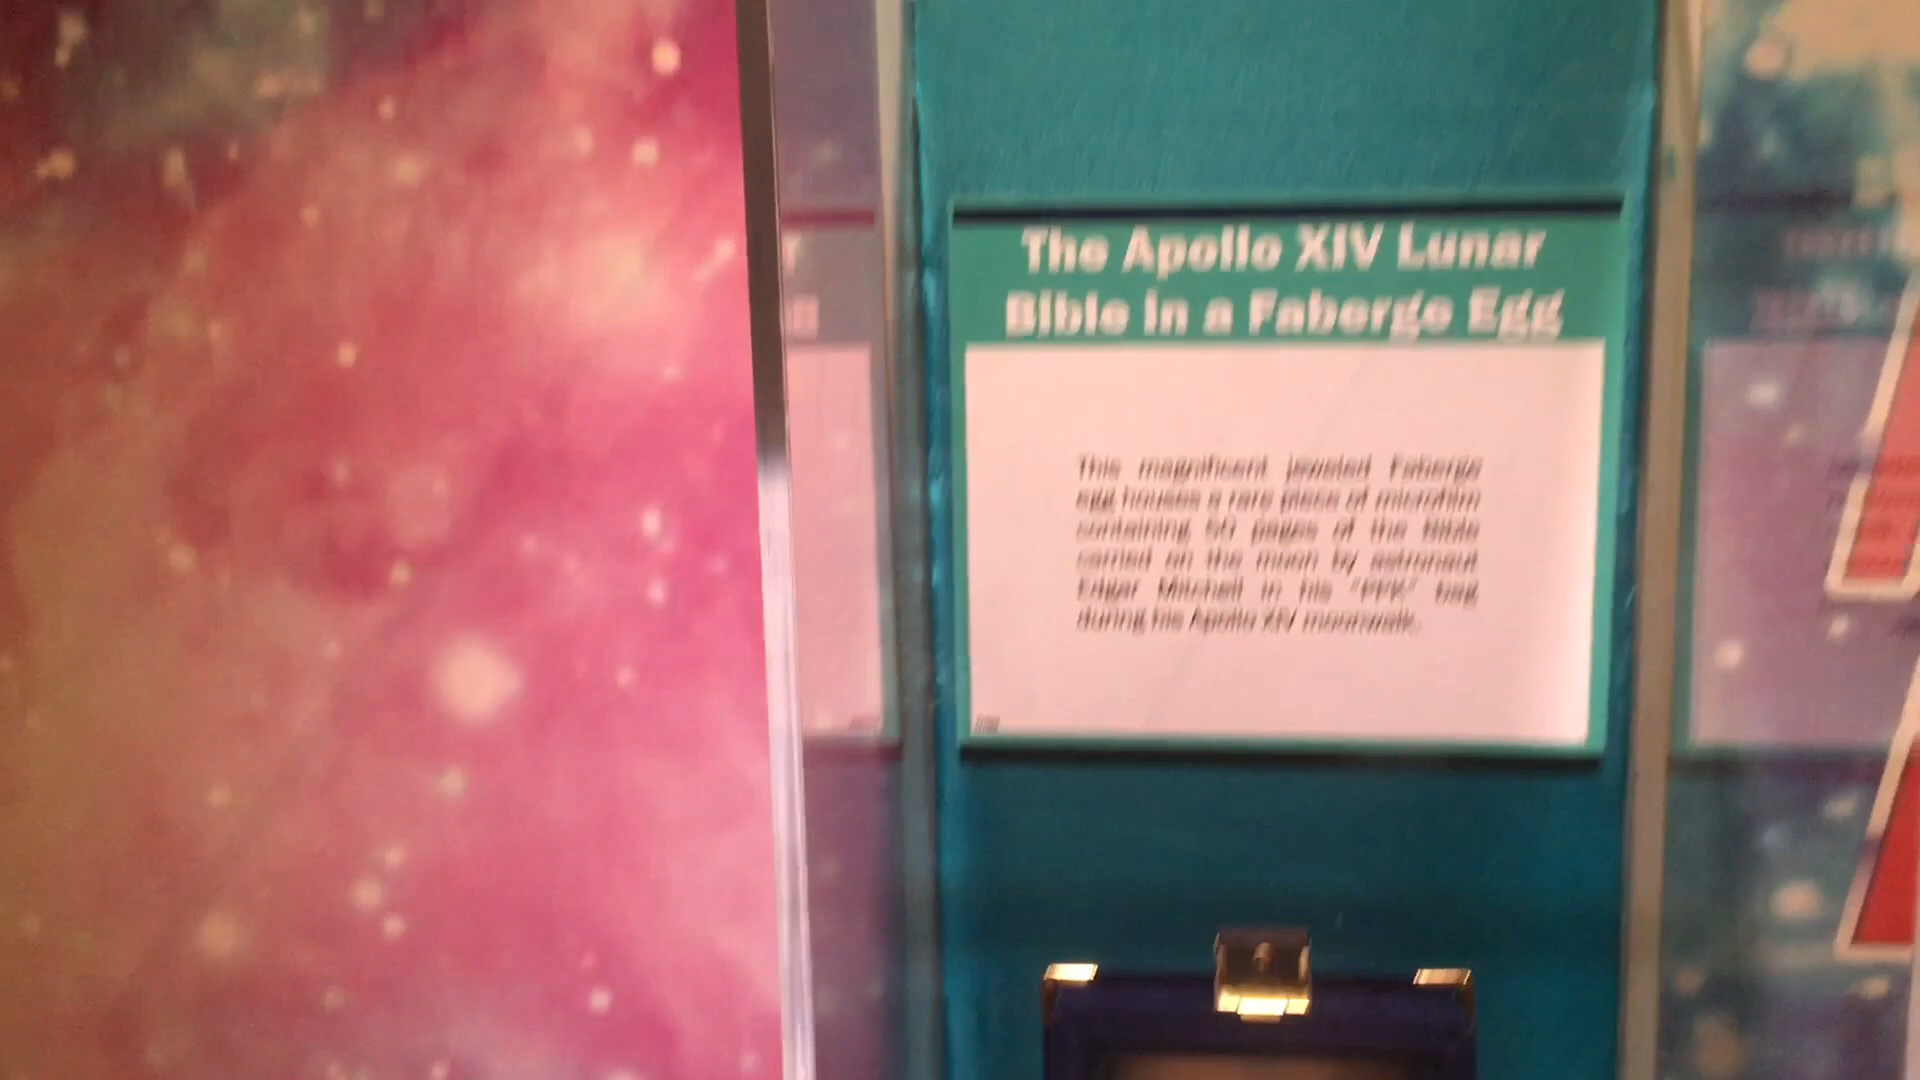 The Apollo XIV Lunar
Bible in a Faberge Egg
This magnificent jeweled Faberge
egg houses a rare piece of microfilm
containing 50 pages of the Bible
carried on the moon by astronaut
Edgar Mitchell in his "PPK" bag
during his Apollo XIV moonwalk.